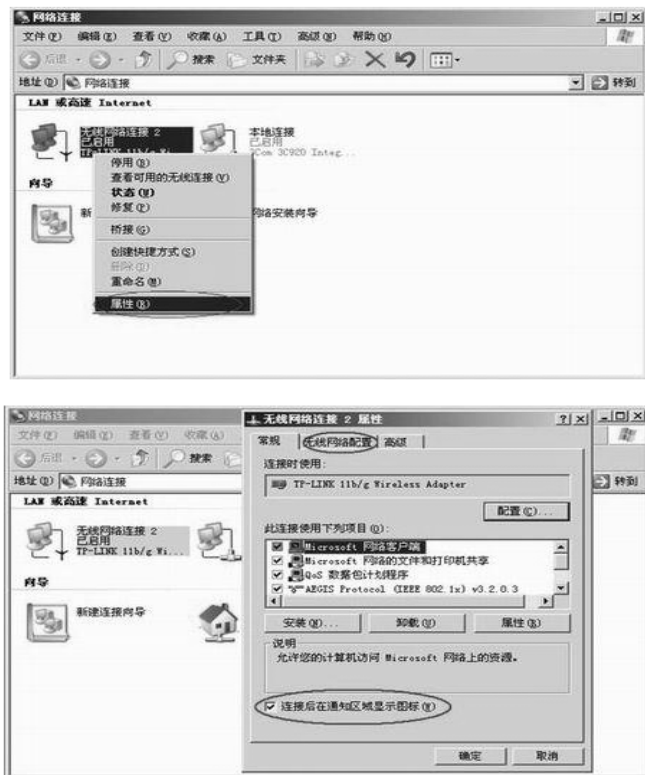 网络连接
文件(F) 编辑(E) 查看(V) 收藏(A) 工具(T) 高级(N) 帮助(H)
后退 搜索 文件夹
地址(D) 网络连接 转到
LAN 或高速 Internet
无线网络连接 2
已启用
TP-LINK 11b/g Wi...
本地连接
已启用
3Com 3C920 Integ...
停用(B)
查看可用的无线连接(V)
状态(U)
修复(P)
桥接(G)
创建快捷方式(S)
删除(D)
重命名(M)
属性(R)
向导
新
网络安装向导
网络连接
文件(F) 编辑(E) 查看(V) 收藏(A)
后退 搜索
地址(D) 网络连接 转到
LAN 或高速 Internet
无线网络连接 2
已启用
TP-LINK 11b/g Wi...
向导
新建连接向导
无线网络连接 2 属性
常规 无线网络配置 高级
连接时使用:
TP-LINK 11b/g Wireless Adapter
配置(C)...
此连接使用下列项目(O):
Microsoft 网络客户端
Microsoft 网络的文件和打印机共享
QoS 数据包计划程序
AEGIS Protocol (IEEE 802.1x) v3.2.0.3
安装(N)... 卸载(U) 属性(R)
说明
允许您的计算机访问 Microsoft 网络上的资源。
连接后在通知区域显示图标(W)
确定 取消